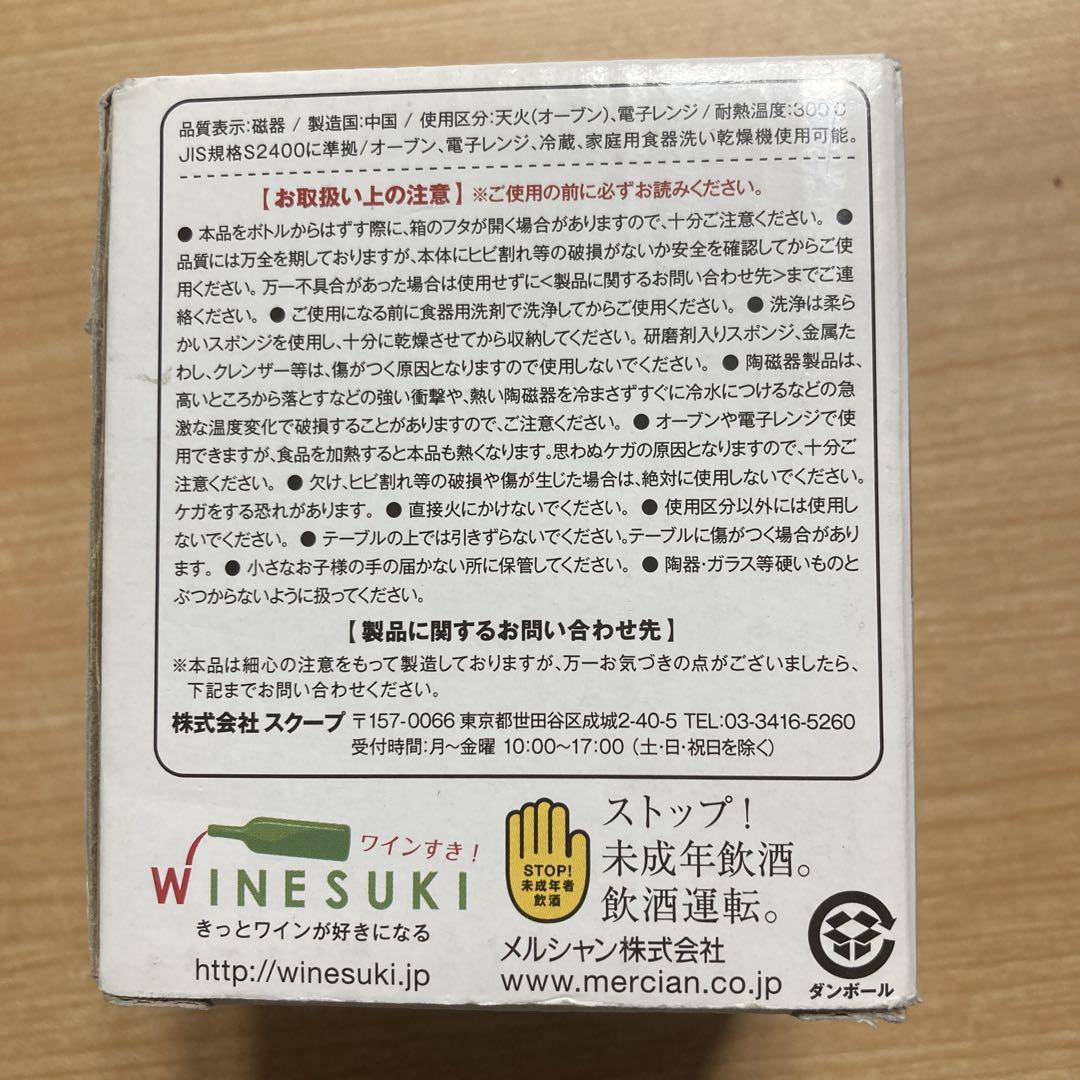 品質表示:磁器 / 製造国:中国 / 使用区分:天火(オーブン)、電子レンジ / 耐熱温度:300℃
JIS規格S2400に準拠/オーブン、電子レンジ、冷蔵、家庭用食器洗い乾燥機使用可能。
【お取扱い上の注意】※ご使用の前に必ずお読みください。
● 本品をボトルからはずす際に、箱のフタが開く場合がありますので、十分ご注意ください。 ●
品質には万全を期しておりますが、本体にヒビ割れ等の破損がないか安全を確認してからご使
用ください。万一不具合があった場合は使用せずに<製品に関するお問い合わせ先>までご連
絡ください。 ● ご使用になる前に食器用洗剤で洗浄してからご使用ください。 ● 洗浄は柔ら
かいスポンジを使用し、十分に乾燥させてから収納してください。研磨剤入りスポンジ、金属た
わし、クレンザー等は、傷がつく原因となりますので使用しないでください。 ● 陶磁器製品は、
高いところから落とすなどの強い衝撃や、熱い陶磁器を冷まさずすぐに冷水につけるなどの急
激な温度変化で破損することがありますので、ご注意ください。 ● オーブンや電子レンジで使
用できますが、食品を加熱すると本品も熱くなります。思わぬケガの原因となりますので、十分ご
注意ください。 ● 欠け、ヒビ割れ等の破損や傷が生じた場合は、絶対に使用しないでください。
ケガをする恐れがあります。 ● 直接火にかけないでください。 ● 使用区分以外には使用し
ないでください。 ● テーブルの上では引きずらないでください。テーブルに傷がつく場合があり
ます。 ● 小さなお子様の手の届かない所に保管してください。 ● 陶器・ガラス等硬いものと
ぶつからないように扱ってください。
【製品に関するお問い合わせ先】
※本品は細心の注意をもって製造しておりますが、万一お気づきの点がございましたら、
下記までお問い合わせください。
株式会社 スクープ 〒157-0066 東京都世田谷区成城2-40-5 TEL:03-3416-5260
受付時間:月〜金曜 10:00〜17:00 (土・日・祝日を除く)
ワインすき!
WINESUKI
きっとワインが好きになる
http://winesuki.jp
STOP!
未成年者
飲酒
ストップ!
未成年飲酒。
飲酒運転。
メルシャン株式会社
www.mercian.co.jp
ダンボール